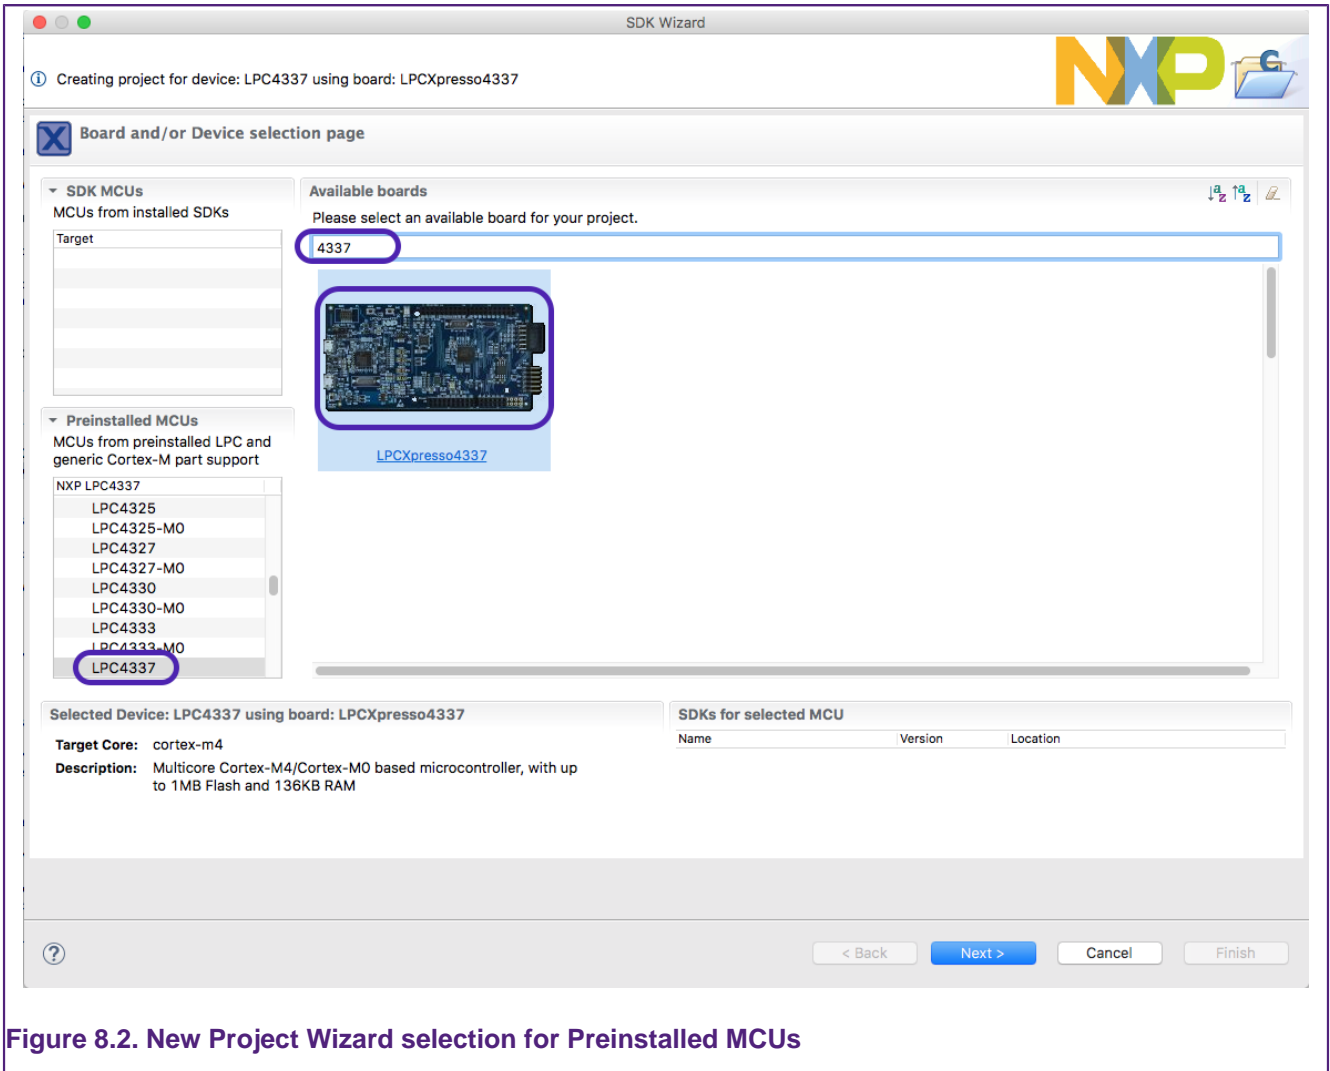 SDK Wizard
Creating project for device: LPC4337 using board: LPCXpresso4337
NXP
C
Board and/or Device selection page
SDK MCUs
MCUs from installed SDKs
Target
Available boards
Please select an available board for your project.
4337
LPCXpresso4337
Preinstalled MCUs
MCUs from preinstalled LPC and
generic Cortex-M part support
NXP LPC4337
LPC4325
LPC4325-M0
LPC4327
LPC4327-M0
LPC4330
LPC4330-M0
LPC4333
LPC4333-M0
LPC4337
Selected Device: LPC4337 using board: LPCXpresso4337
Target Core: cortex-m4
Description: Multicore Cortex-M4/Cortex-M0 based microcontroller, with up
to 1MB Flash and 136KB RAM
SDKs for selected MCU
Name Version Location
?
< Back Next > Cancel Finish
Figure 8.2. New Project Wizard selection for Preinstalled MCUs